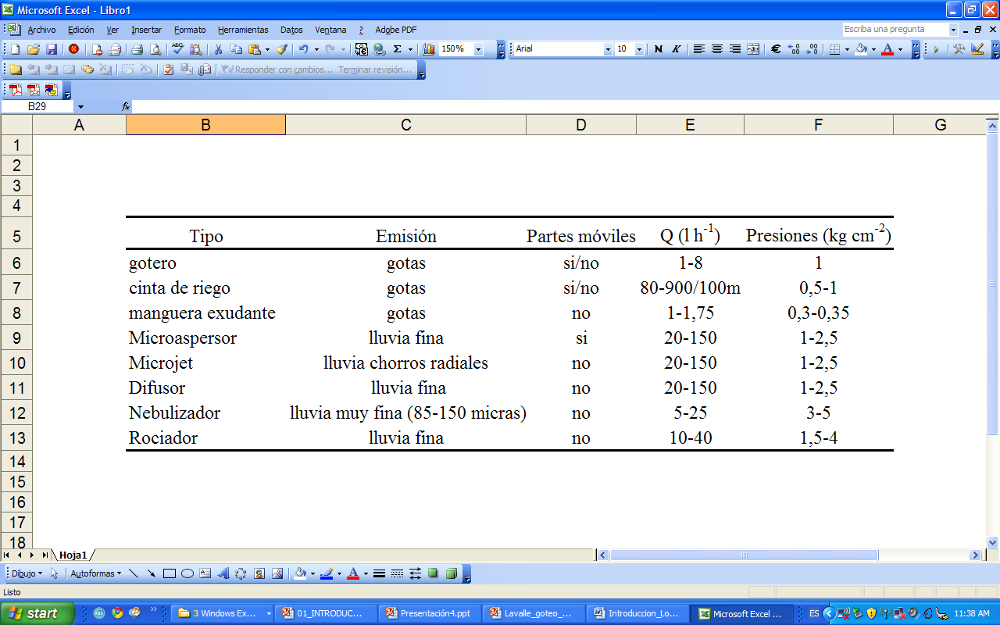 Microsoft Excel - Libro1
Archivo Edición Ver Insertar Formato Herramientas Datos Ventana ? Adobe PDF Escriba una pregunta
150% Arial 10 N K €
Responder con cambios... Terminar revisión...
B29 fx
A B C D E F G
1
2
3
4
5 Tipo Emisión Partes móviles Q (l h⁻¹) Presiones (kg cm⁻²)
6 gotero gotas si/no 1-8 1
7 cinta de riego gotas si/no 80-900/100m 0,5-1
8 manguera exudante gotas no 1-1,75 0,3-0,35
9 Microaspersor lluvia fina si 20-150 1-2,5
10 Microjet lluvia chorros radiales no 20-150 1-2,5
11 Difusor lluvia fina no 20-150 1-2,5
12 Nebulizador lluvia muy fina (85-150 micras) no 5-25 3-5
13 Rociador lluvia fina no 10-40 1,5-4
14
15
16
17
18
Hoja1
Dibujo Autoformas
Listo
start 3 Windows Ex... 01_INTRODUC... Presentación4.ppt Lavalle_goteo_... Introduccion_Lo... Microsoft Excel ... ES 11:38 AM